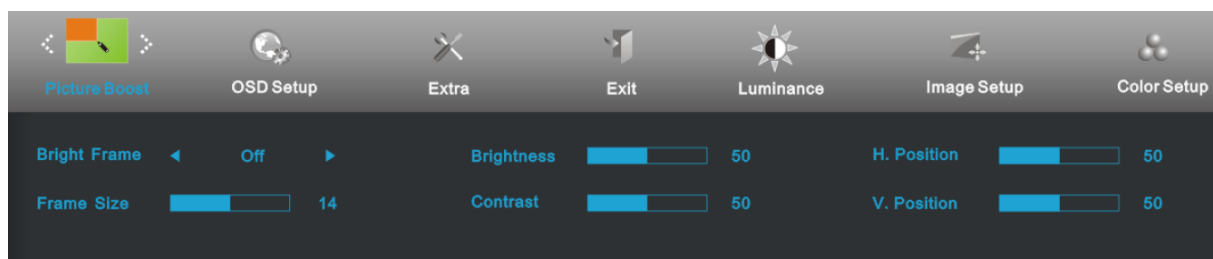 Picture Boost OSD Setup Extra Exit Luminance Image Setup Color Setup
Bright Frame Off Brightness 50 H. Position 50
Frame Size 14 Contrast 50 V. Position 50